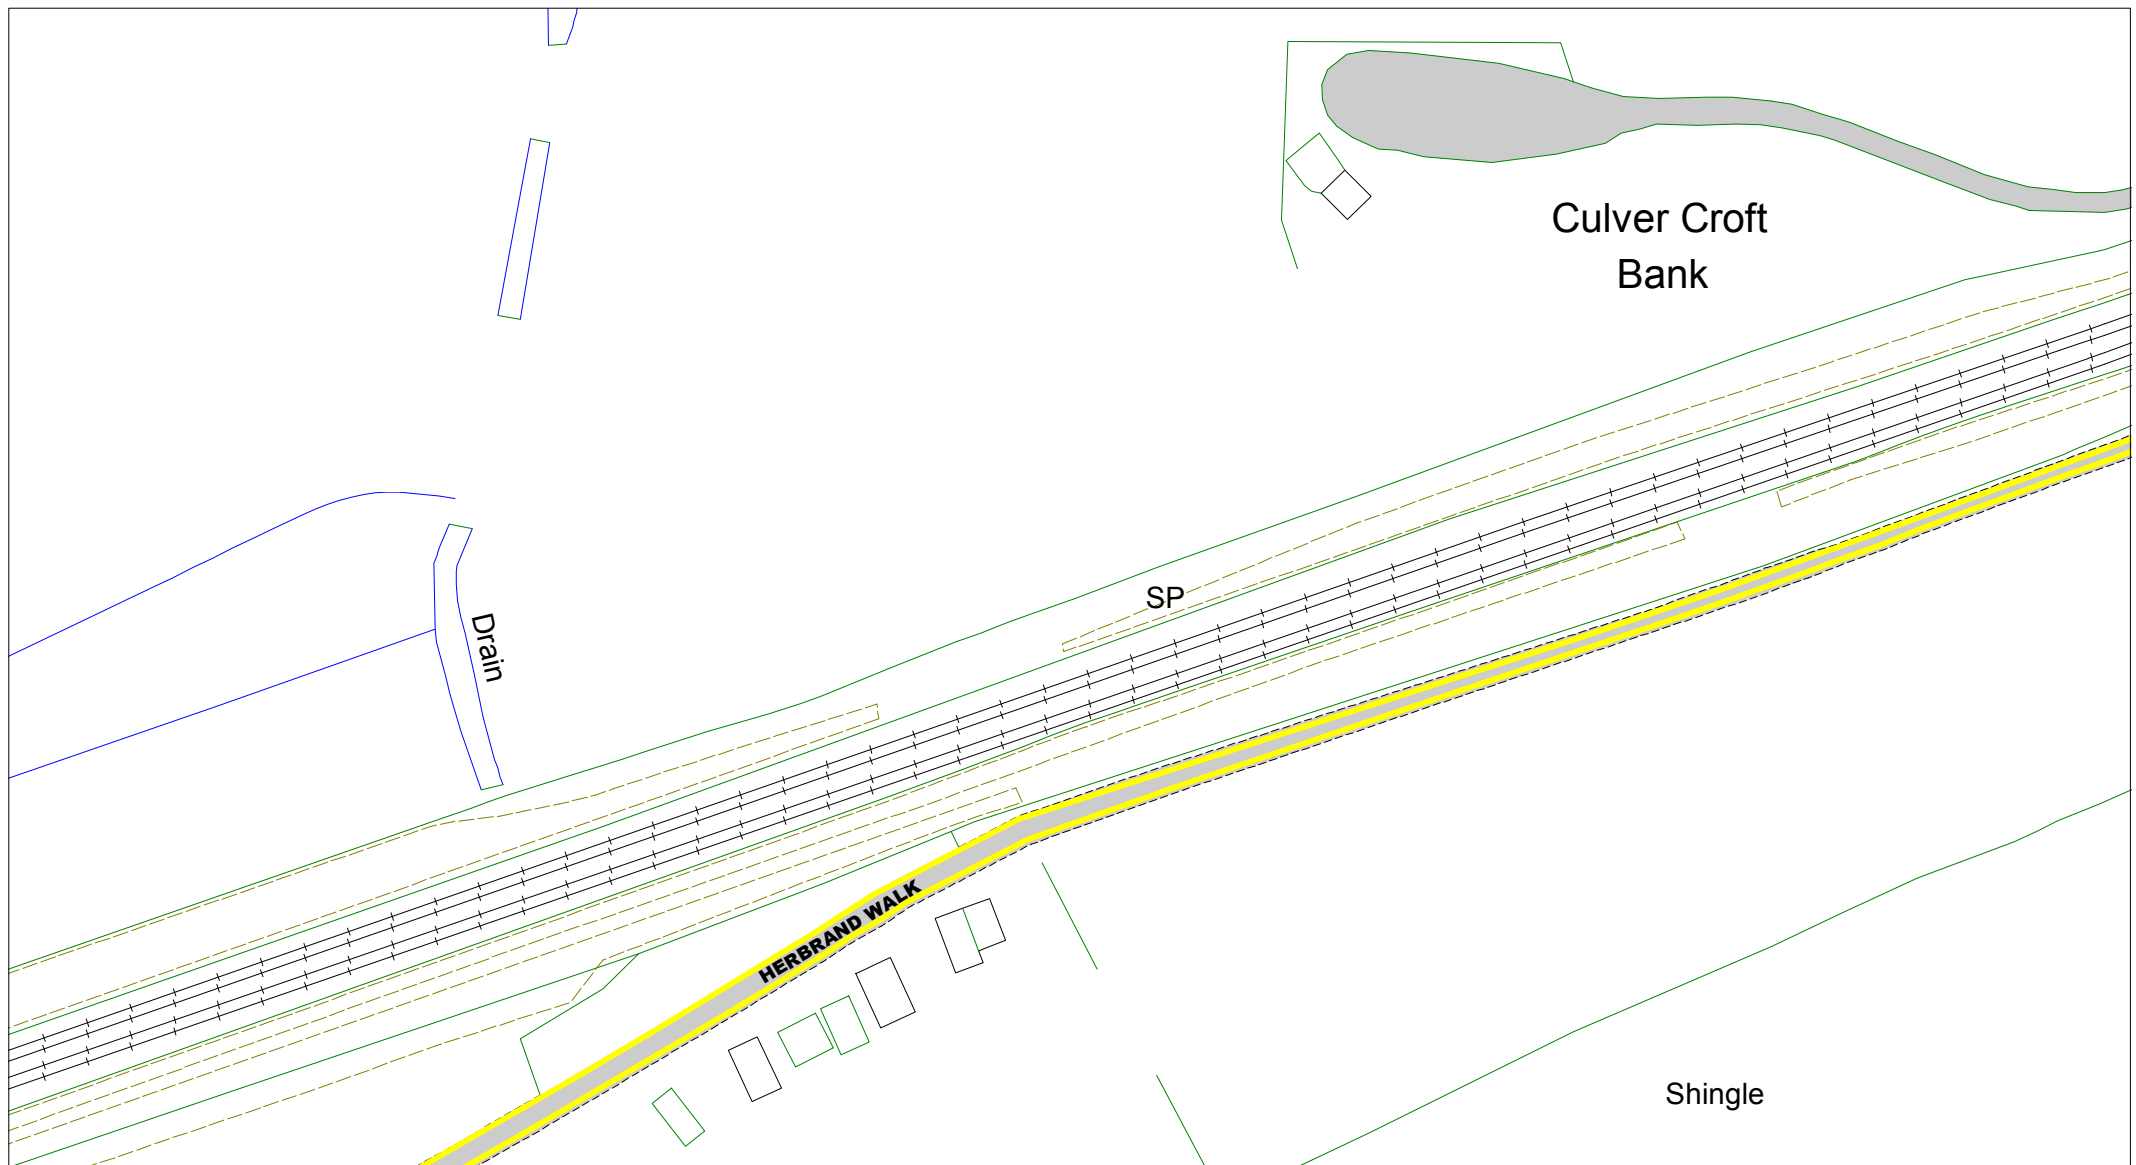 Culver Croft
Bank
SP
Drain
HERBRAND WALK
Shingle